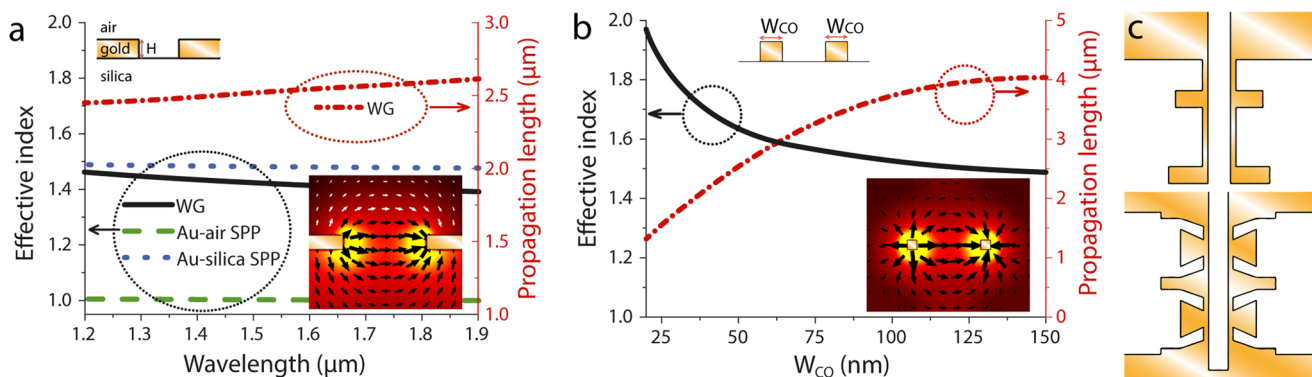 a
air
gold H
silica
2.0
1.8
1.6
1.4
1.2
1.0
Effective index
WG
WG
Au-air SPP
Au-silica SPP
3.0
2.5
2.0
1.5
1.0
Propagation length (μm)
1.2 1.3 1.4 1.5 1.6 1.7 1.8 1.9
Wavelength (μm)
b
WCO WCO
2.0
1.8
1.6
1.4
1.2
1.0
Effective index
5
4
3
2
1
0
Propagation length (μm)
25 50 75 100 125 150
WCO (nm)
c